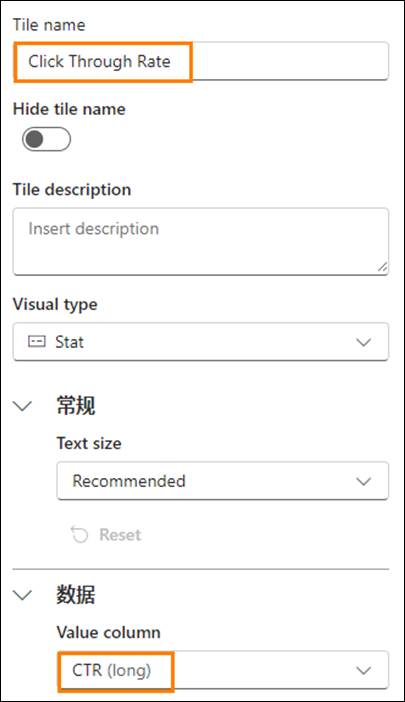 Tile name
Click Through Rate
Hide tile name
Tile description
Insert description
Visual type
Stat
常规
Text size
Recommended
Reset
数据
Value column
CTR (long)